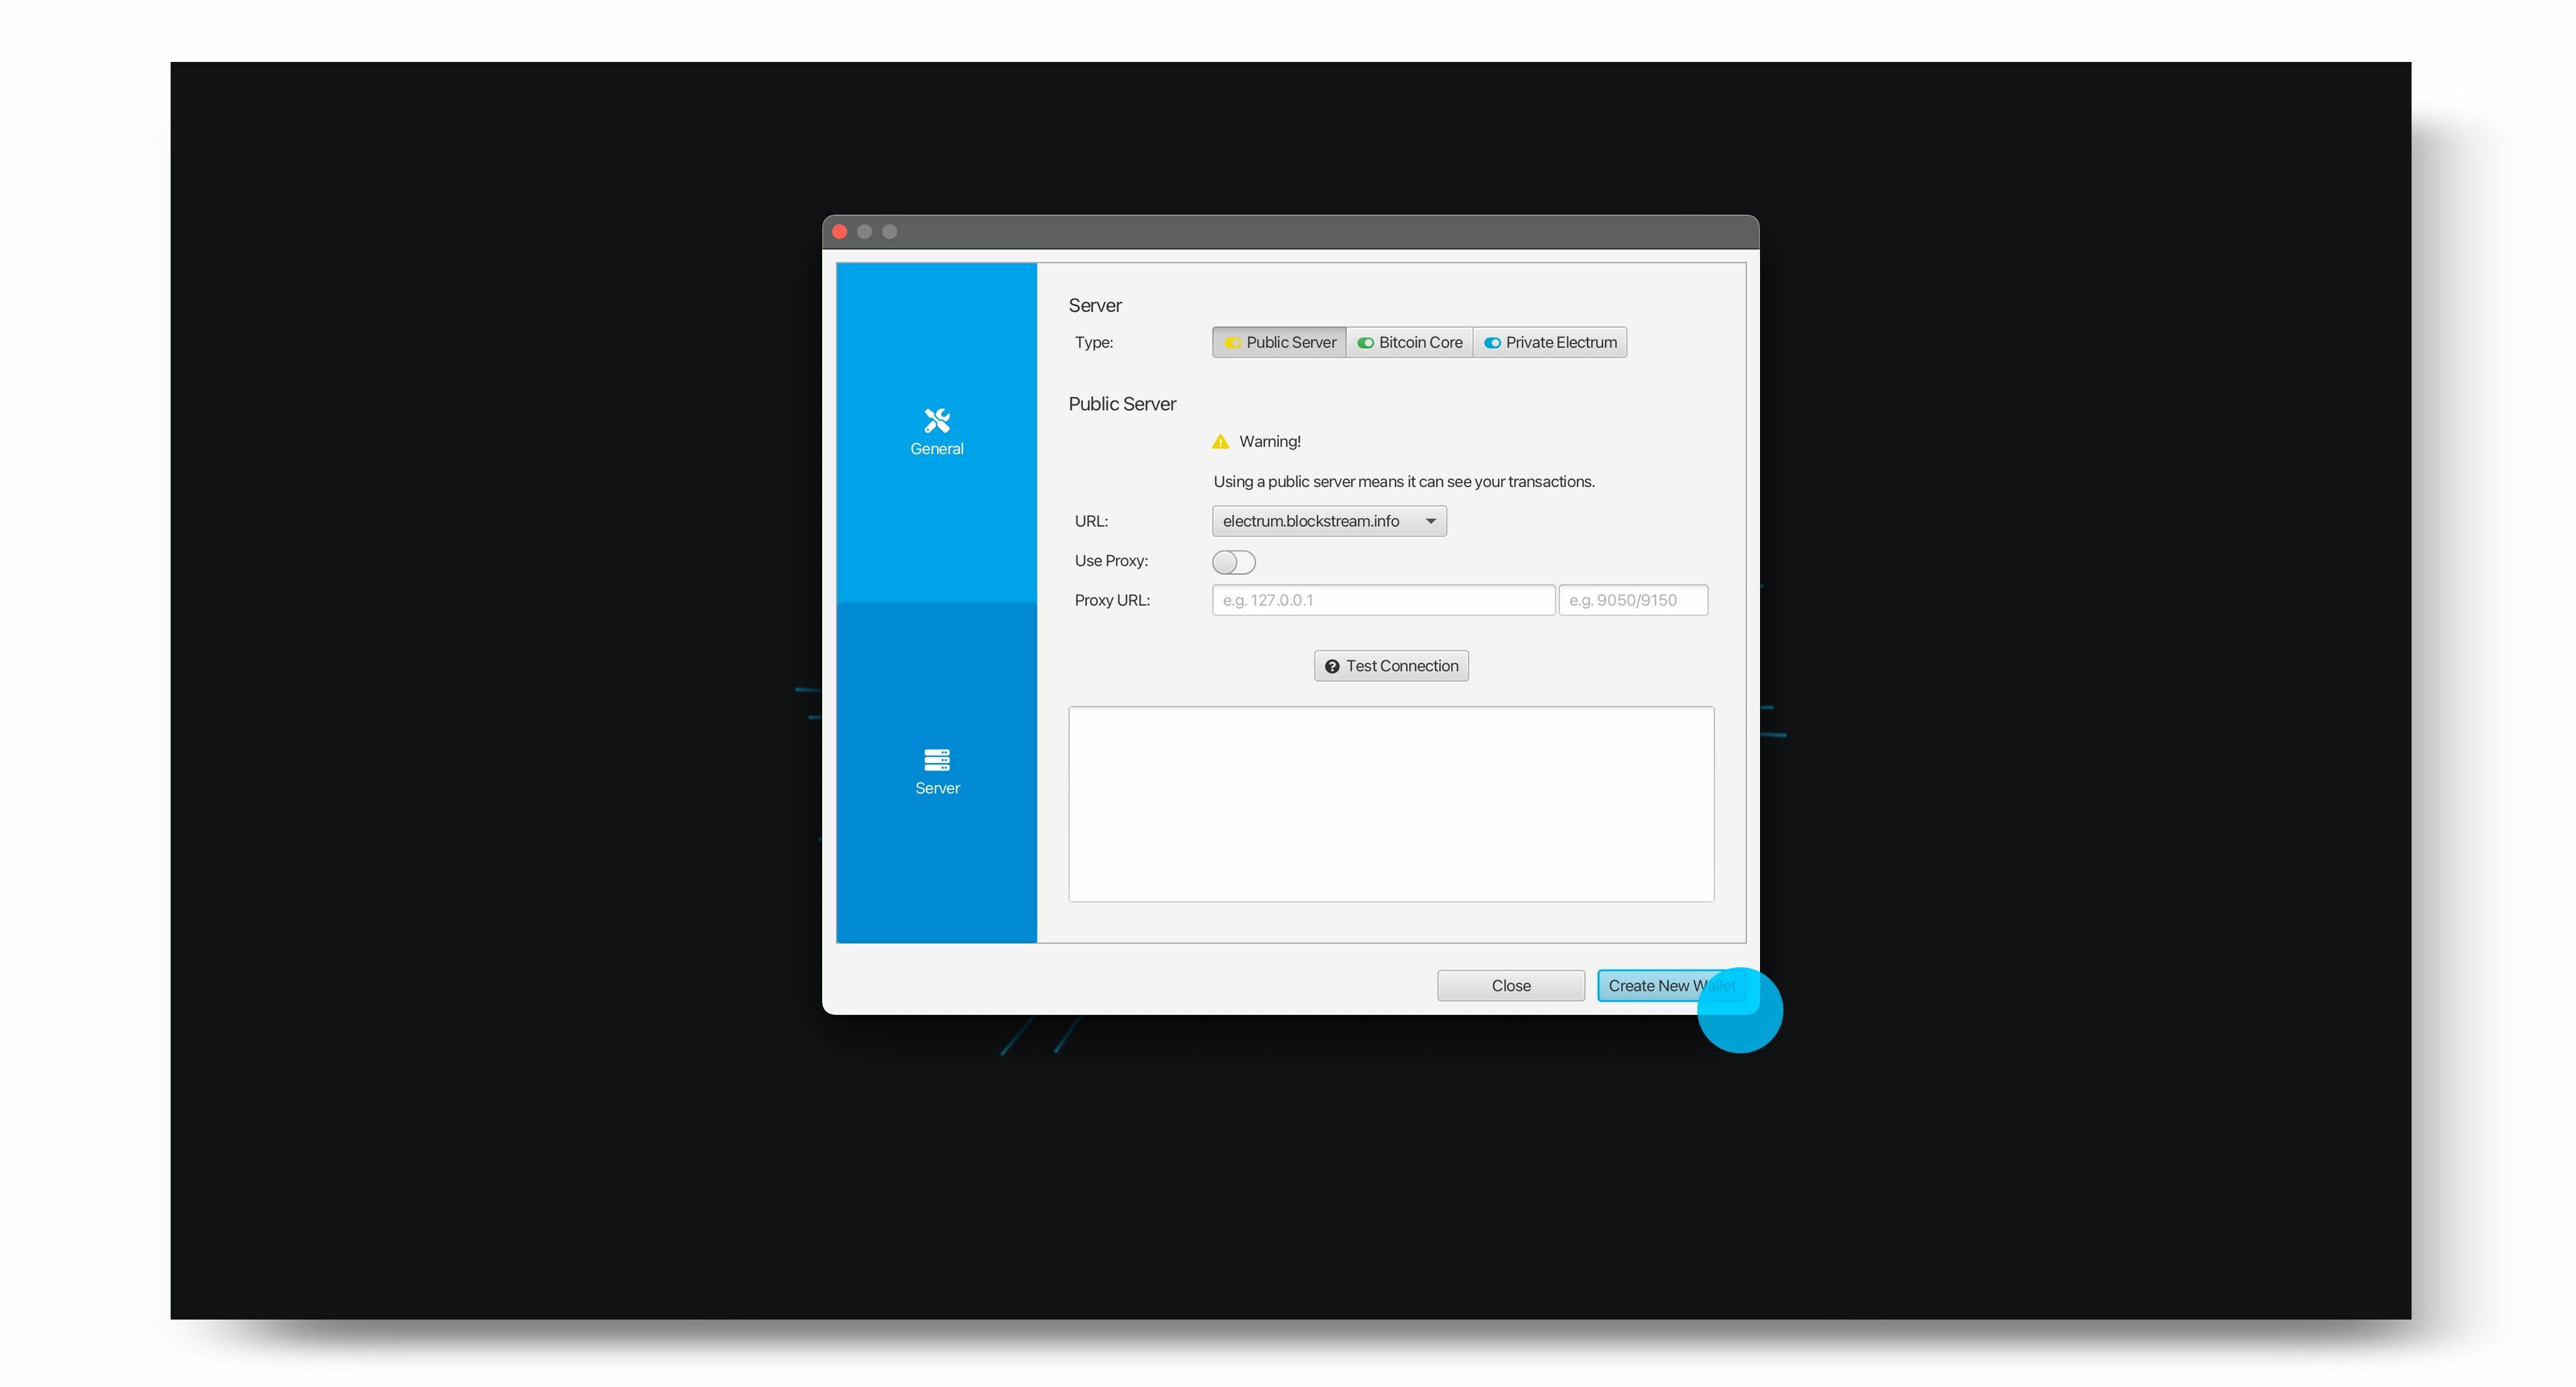 General
Server
Server
Type:
Public Server
Bitcoin Core
Private Electrum
Public Server
Warning!
Using a public server means it can see your transactions.
URL:
electrum.blockstream.info
Use Proxy:
Proxy URL:
e.g. 127.0.0.1
e.g. 9050/9150
Test Connection
Close
Create New Wallet